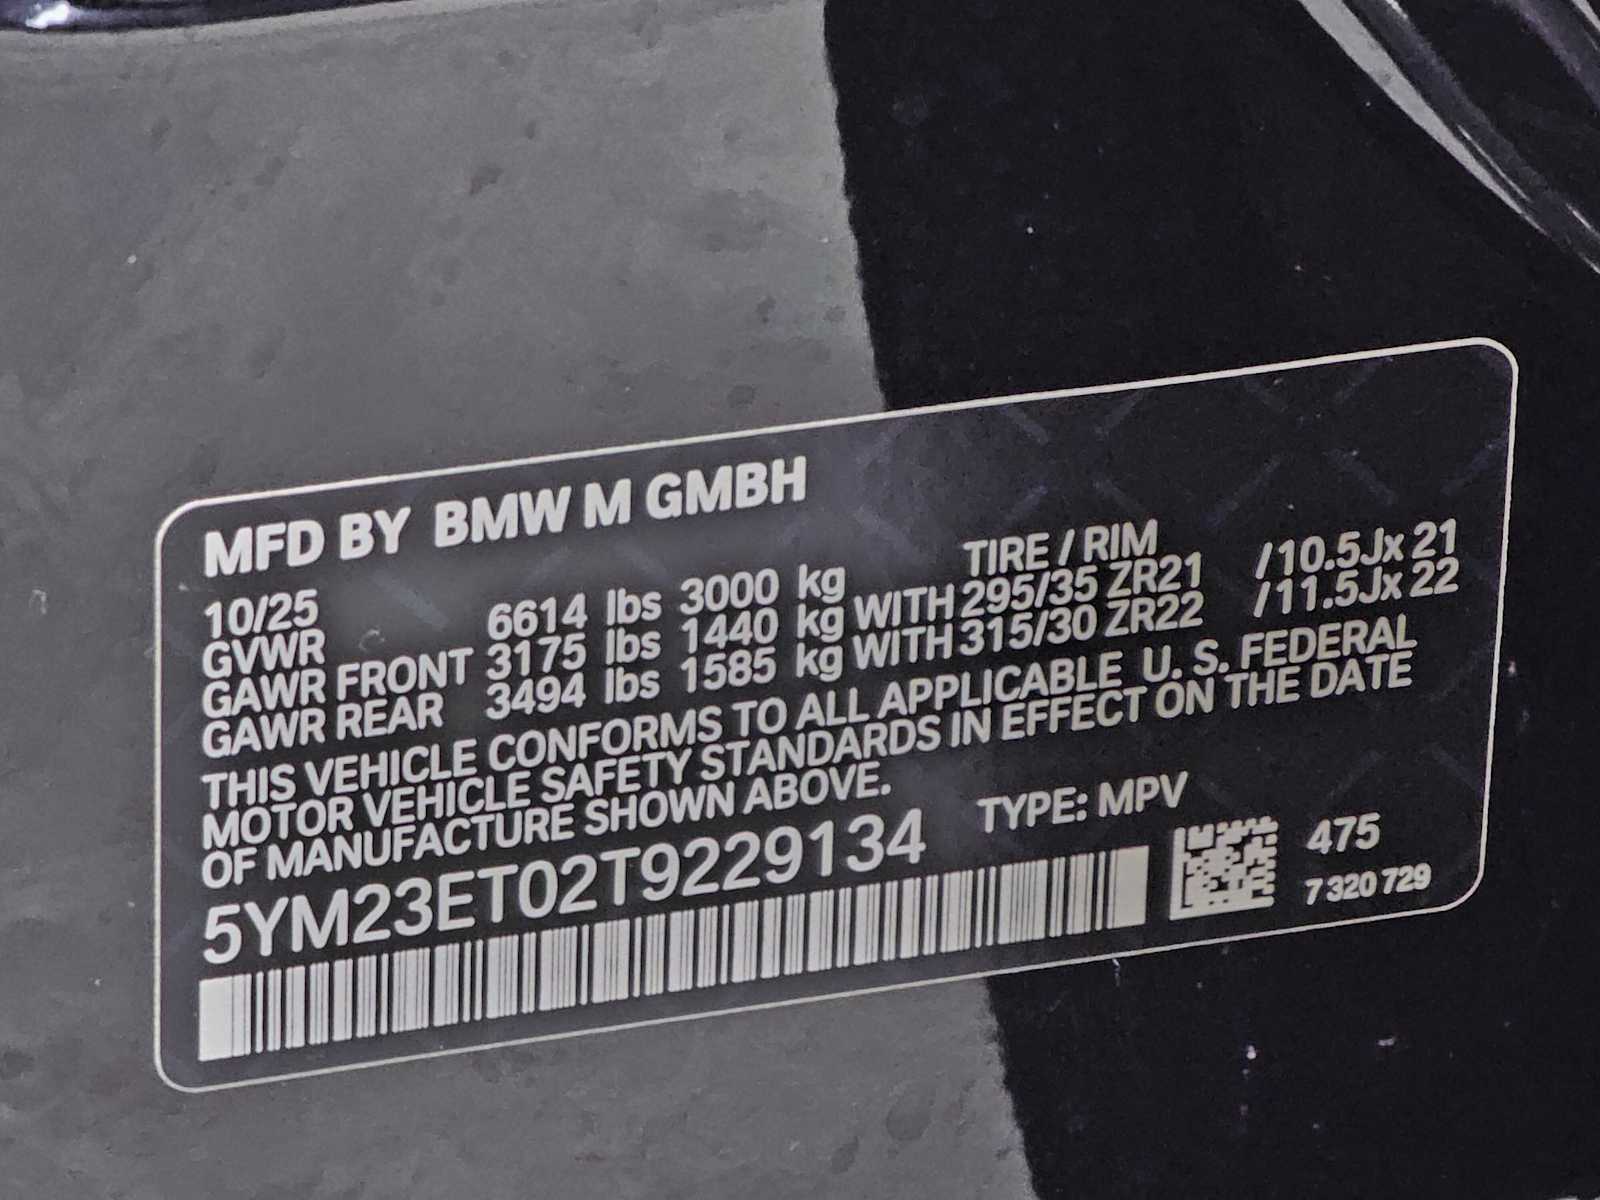 MFD BY BMW M GMBH
10/25 TIRE / RIM
GVWR 6614 lbs 3000 kg
GAWR FRONT 3175 lbs 1440 kg WITH 295/35 ZR21 /10.5Jx 21
GAWR REAR 3494 lbs 1585 kg WITH 315/30 ZR22 /11.5Jx 22
THIS VEHICLE CONFORMS TO ALL APPLICABLE U. S. FEDERAL
MOTOR VEHICLE SAFETY STANDARDS IN EFFECT ON THE DATE
OF MANUFACTURE SHOWN ABOVE.
5YM23ET02T9229134 TYPE: MPV
475
7 320 729